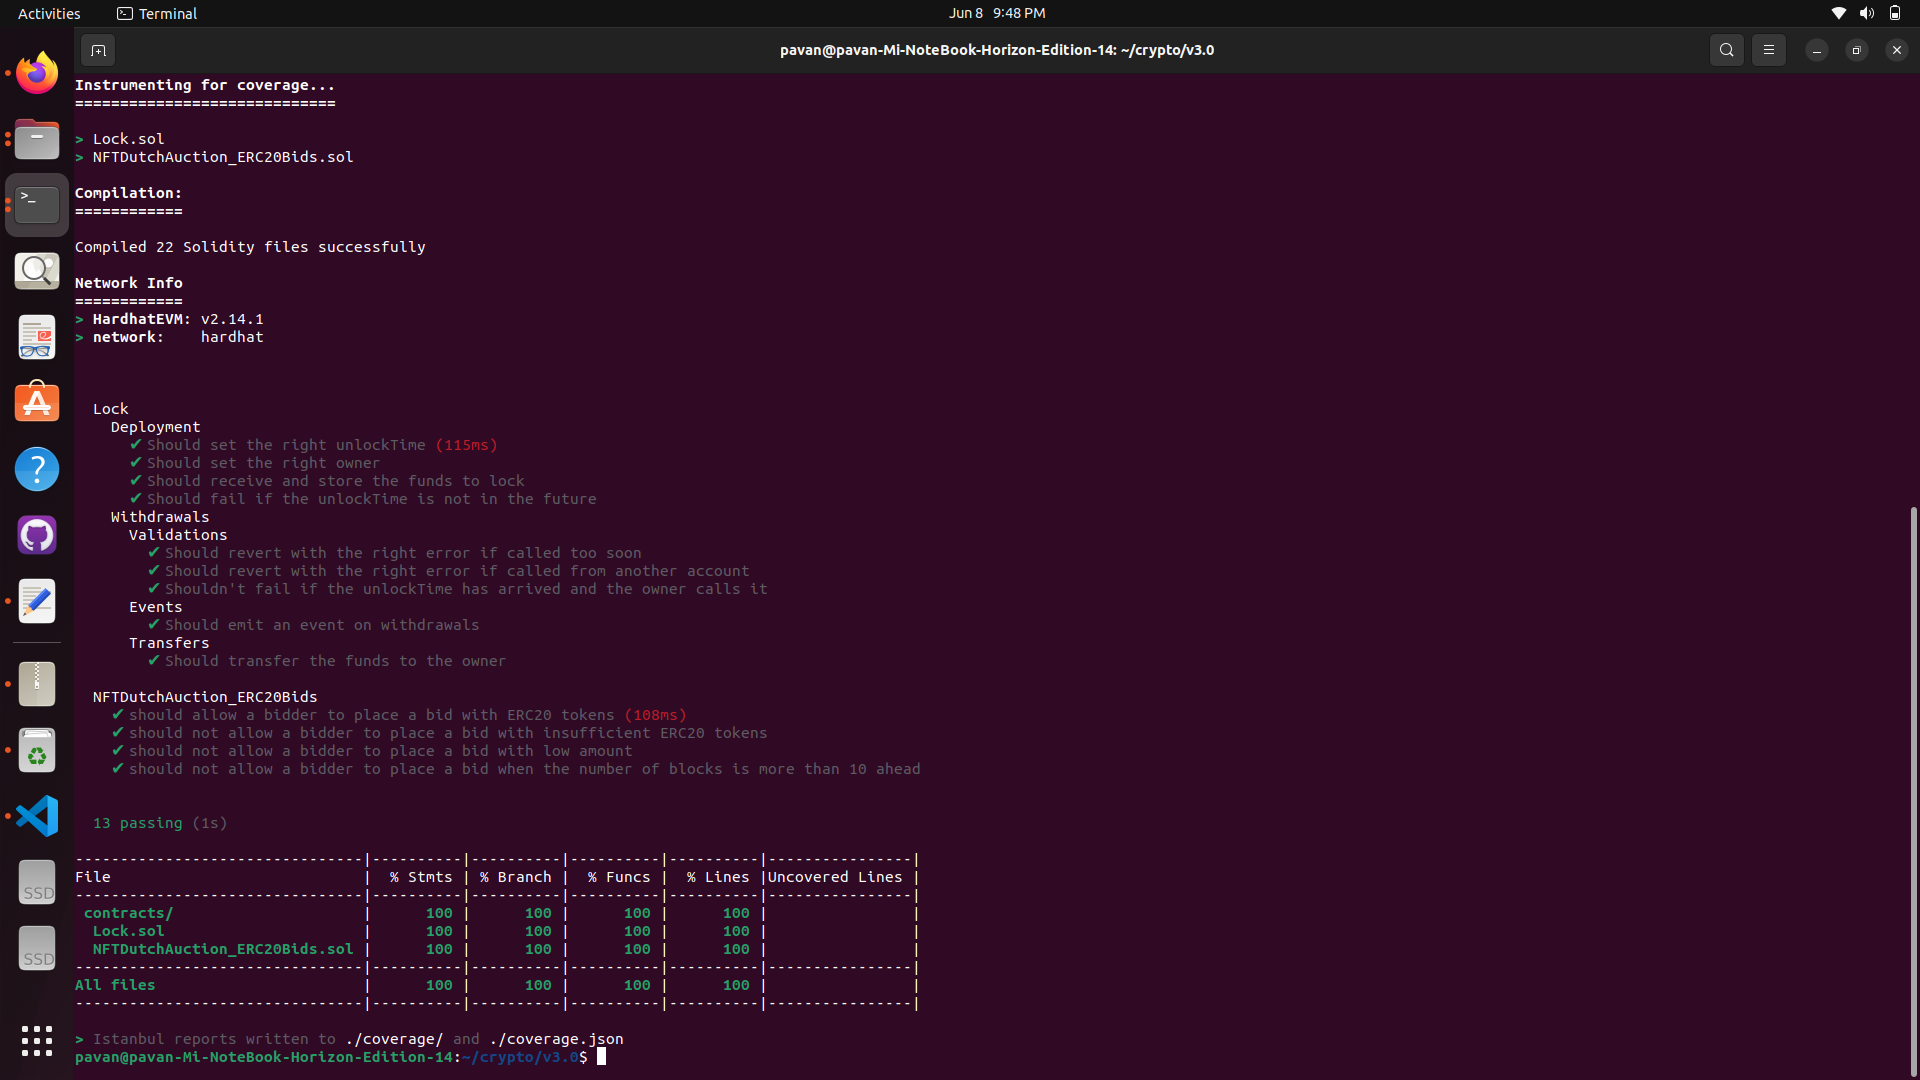 Activities Terminal Jun 8 9:48 PM
pavan@pavan-Mi-NoteBook-Horizon-Edition-14: ~/crypto/v3.0
Instrumenting for coverage...
=============================
> Lock.sol
> NFTDutchAuction_ERC20Bids.sol
Compilation:
============
Compiled 22 Solidity files successfully
Network Info
============
> HardhatEVM: v2.14.1
> network:    hardhat
Lock
Deployment
✔ Should set the right unlockTime (115ms)
✔ Should set the right owner
✔ Should receive and store the funds to lock
✔ Should fail if the unlockTime is not in the future
Withdrawals
Validations
✔ Should revert with the right error if called too soon
✔ Should revert with the right error if called from another account
✔ Shouldn't fail if the unlockTime has arrived and the owner calls it
Events
✔ Should emit an event on withdrawals
Transfers
✔ Should transfer the funds to the owner
NFTDutchAuction_ERC20Bids
✔ should allow a bidder to place a bid with ERC20 tokens (108ms)
✔ should not allow a bidder to place a bid with insufficient ERC20 tokens
✔ should not allow a bidder to place a bid with low amount
✔ should not allow a bidder to place a bid when the number of blocks is more than 10 ahead
13 passing (1s)
--------------------------------|----------|----------|----------|----------|----------------|
File                            |  % Stmts | % Branch |  % Funcs |  % Lines |Uncovered Lines |
--------------------------------|----------|----------|----------|----------|----------------|
 contracts/                     |      100 |      100 |      100 |      100 |                |
  Lock.sol                      |      100 |      100 |      100 |      100 |                |
  NFTDutchAuction_ERC20Bids.sol |      100 |      100 |      100 |      100 |                |
--------------------------------|----------|----------|----------|----------|----------------|
All files                       |      100 |      100 |      100 |      100 |                |
--------------------------------|----------|----------|----------|----------|----------------|
> Istanbul reports written to ./coverage/ and ./coverage.json
pavan@pavan-Mi-NoteBook-Horizon-Edition-14:~/crypto/v3.0$
SSD
SSD